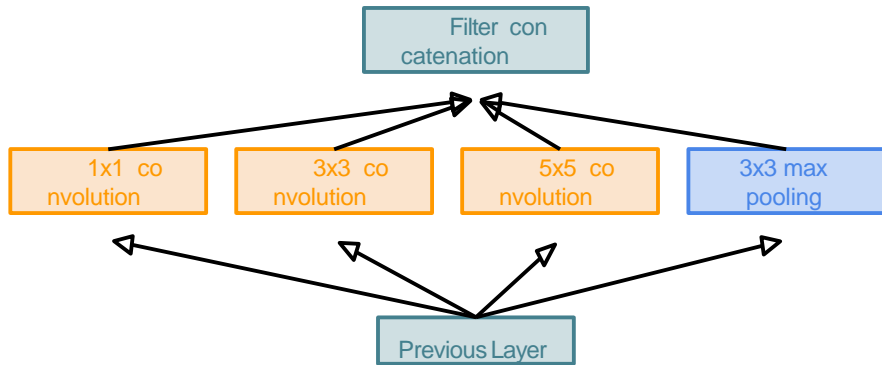 Filter con
catenation
1x1 co
nvolution
3x3 co
nvolution
5x5 co
nvolution
3x3 max
pooling
Previous Layer